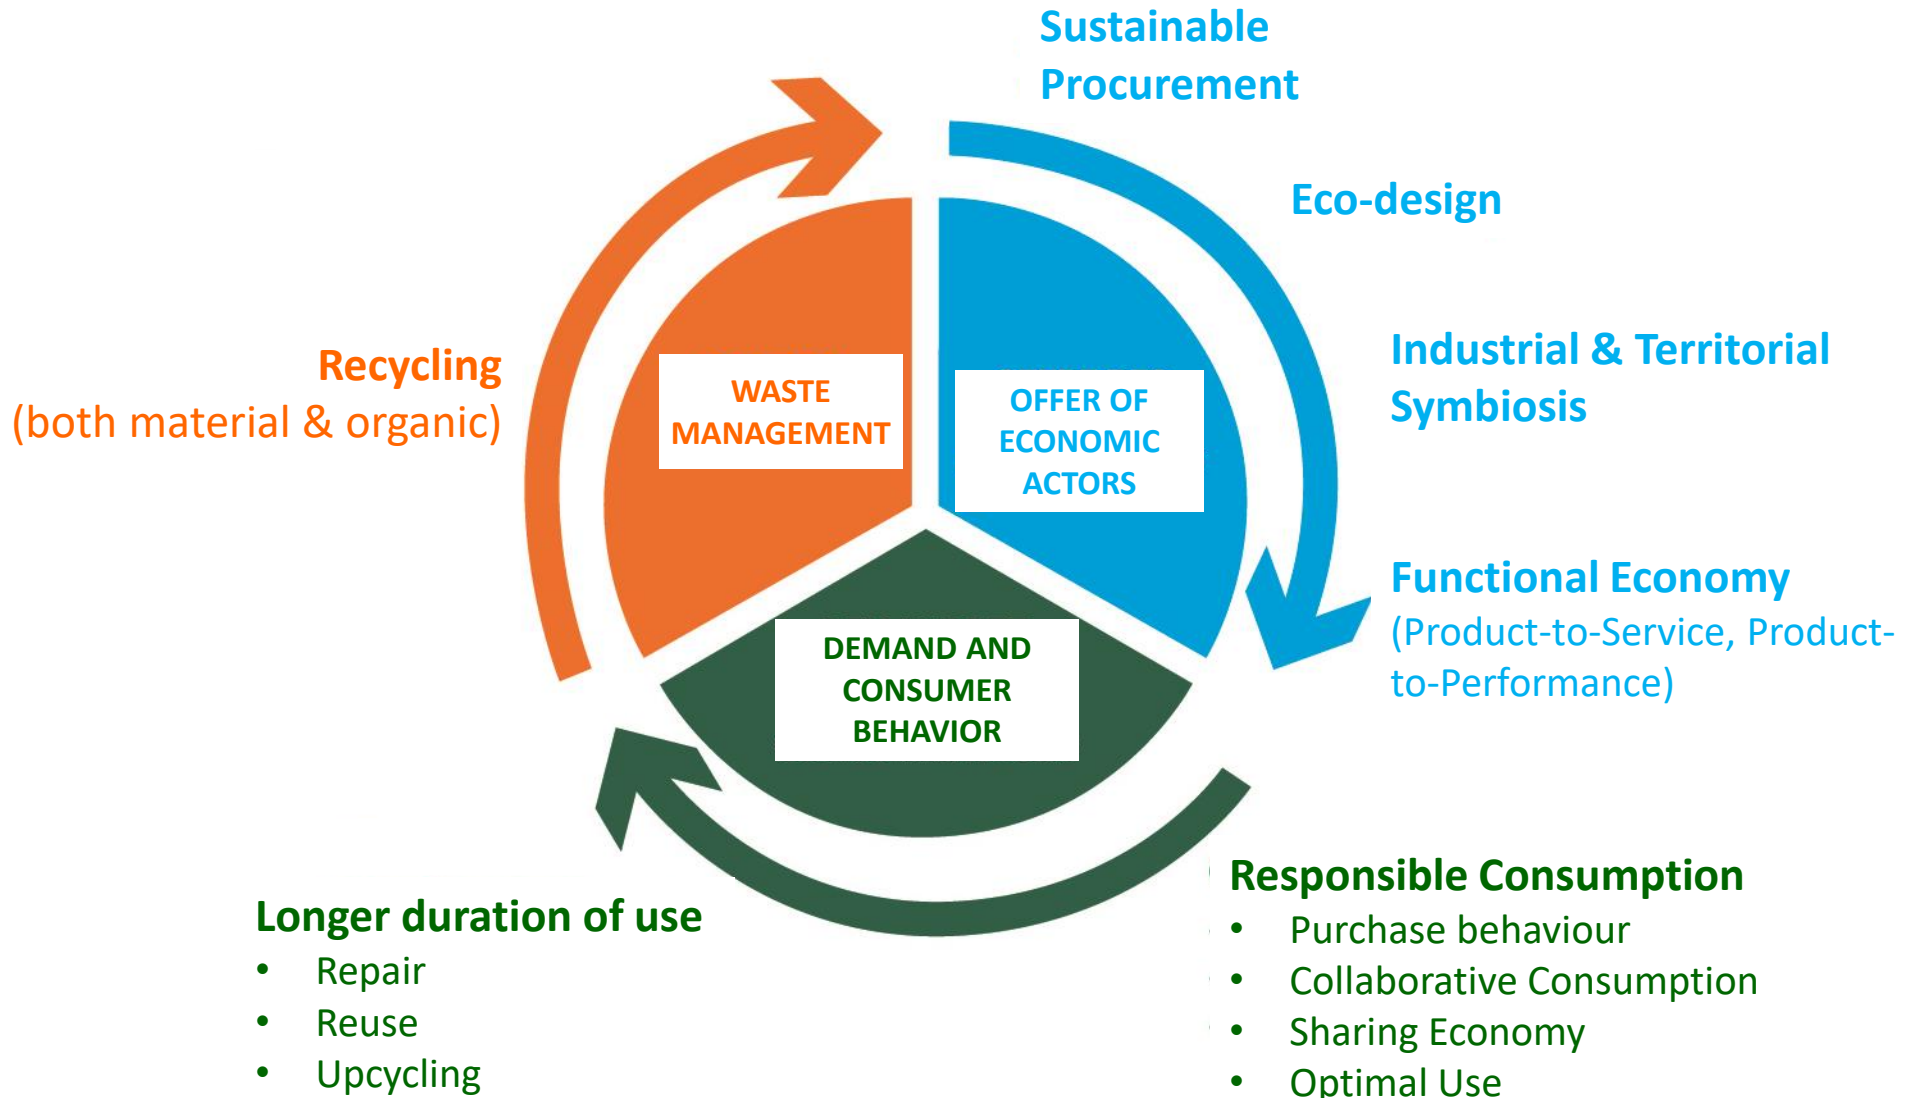 Sustainable
Procurement
Eco-design
Industrial & Territorial
Symbiosis
Functional Economy
(Product-to-Service, Product-
to-Performance)
Responsible Consumption
• Purchase behaviour
• Collaborative Consumption
• Sharing Economy
• Optimal Use
Longer duration of use
• Repair
• Reuse
• Upcycling
Recycling
(both material & organic)
WASTE
MANAGEMENT
OFFER OF
ECONOMIC
ACTORS
DEMAND AND
CONSUMER
BEHAVIOR